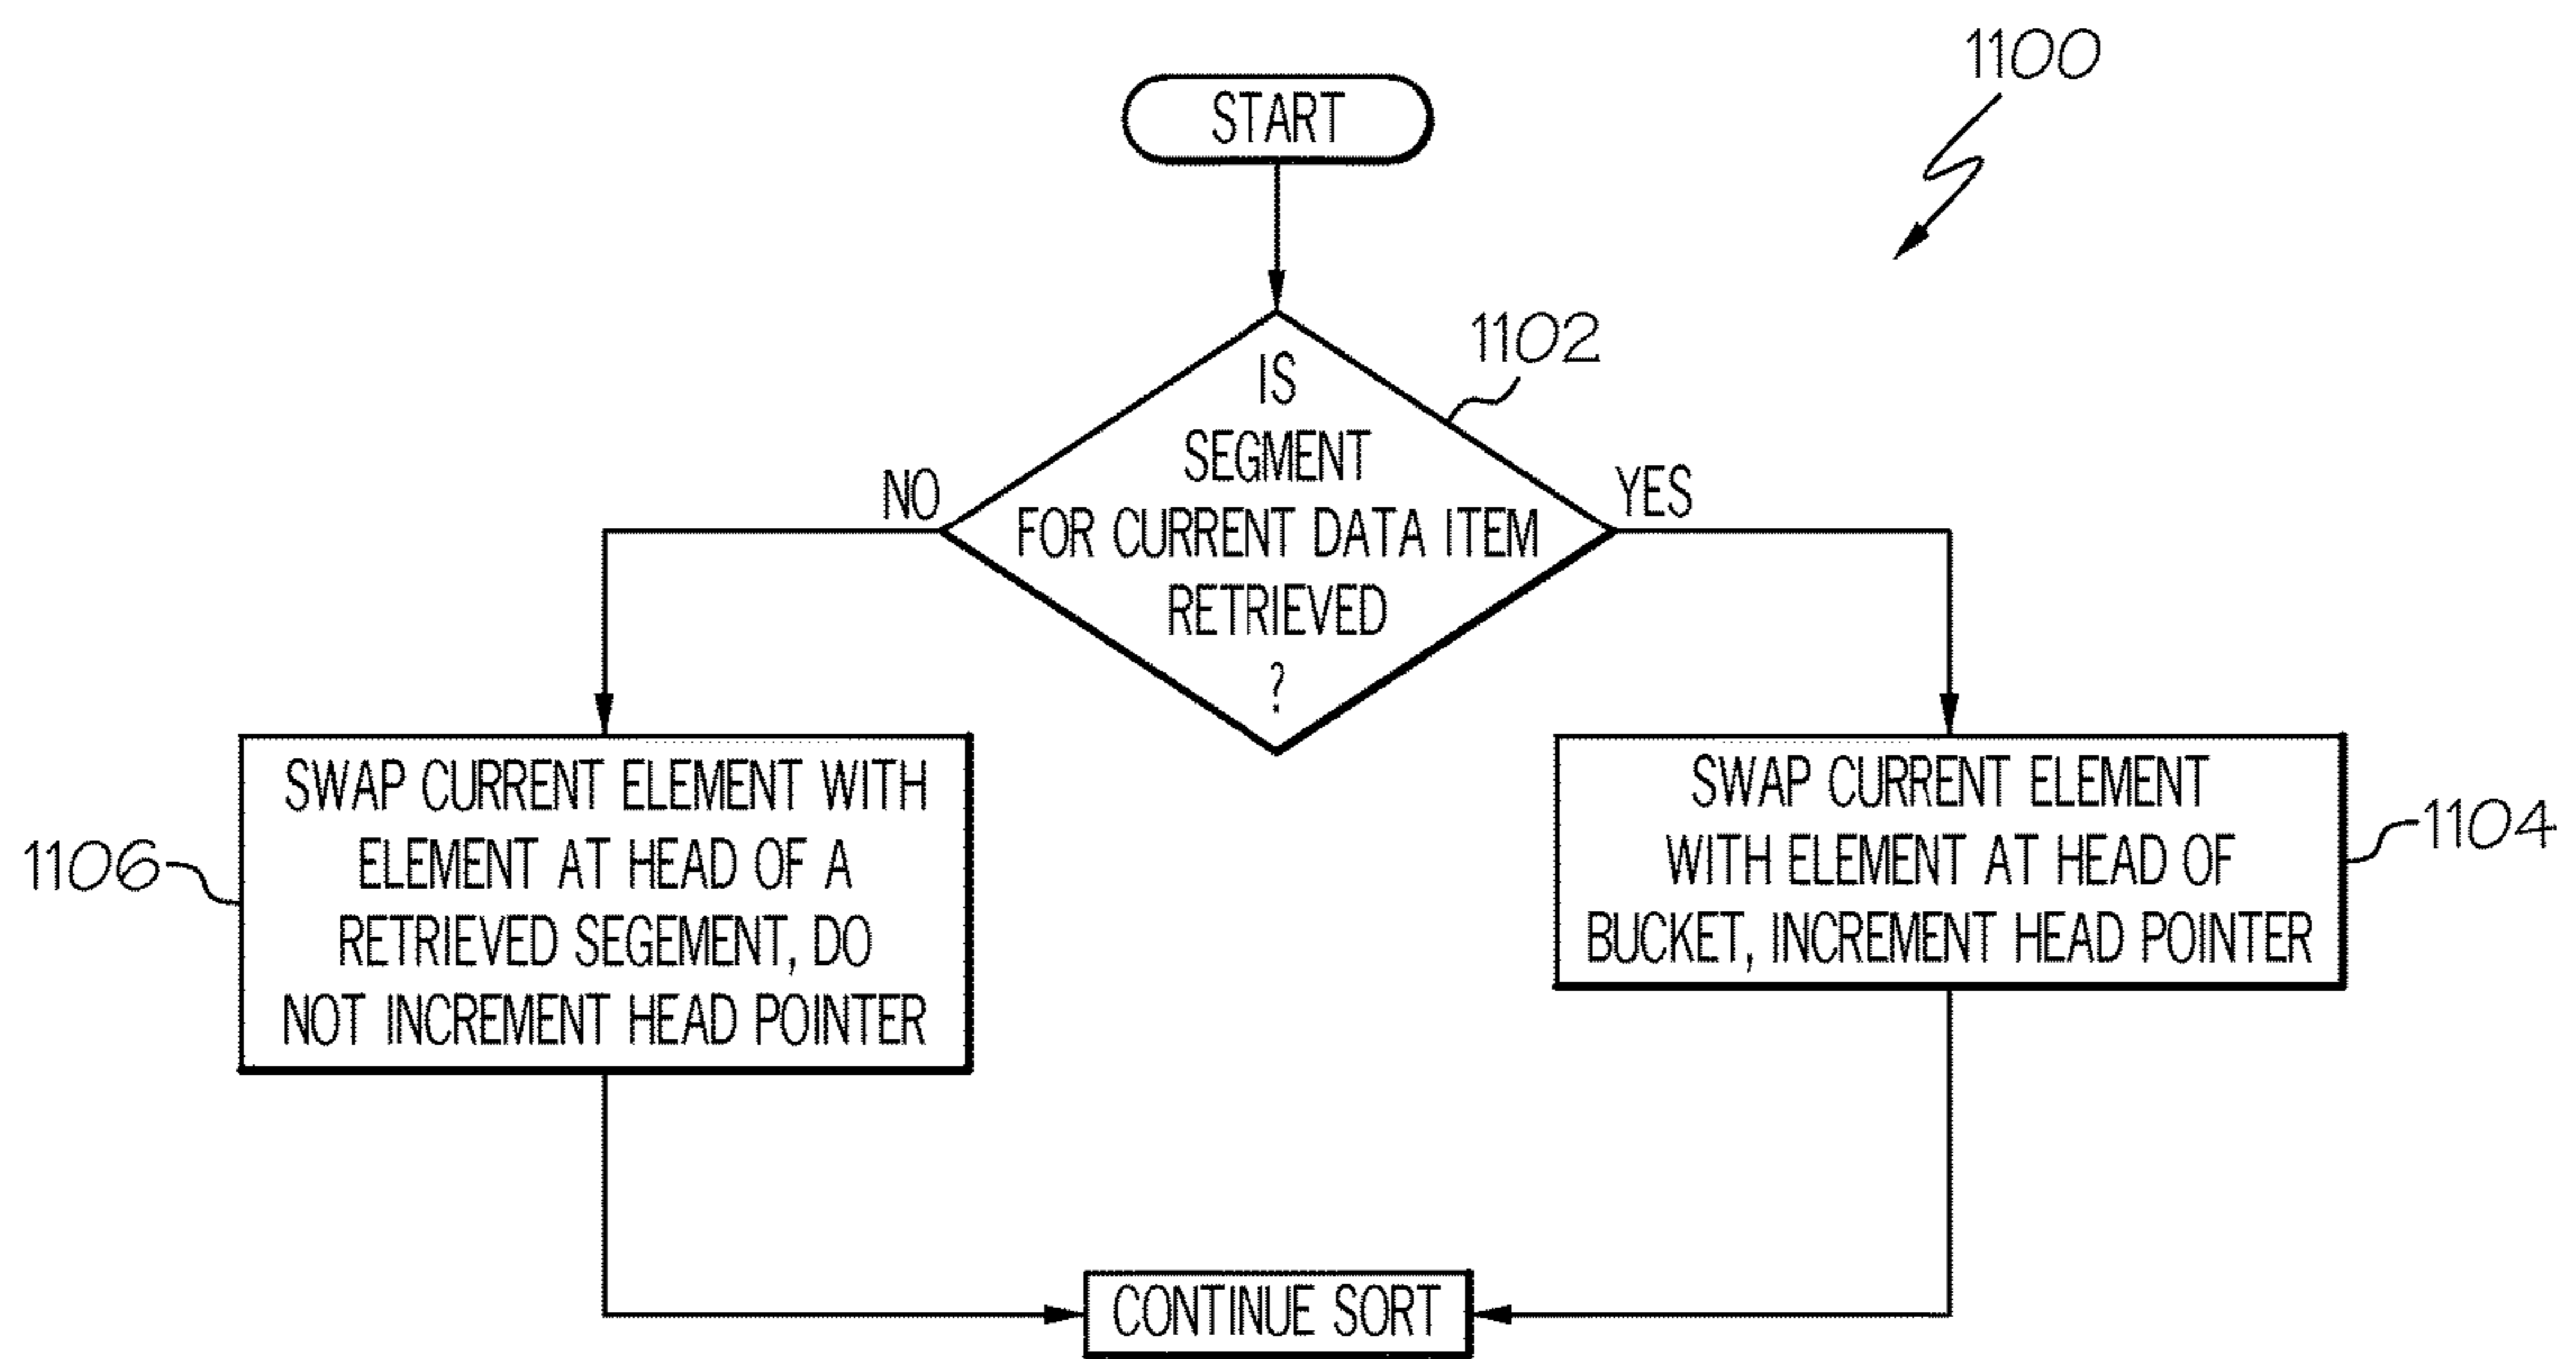 1100
START
1102
IS
SEGMENT
FOR CURRENT DATA ITEM
RETRIEVED
?
NO
YES
SWAP CURRENT ELEMENT WITH
ELEMENT AT HEAD OF A
RETRIEVED SEGEMENT, DO
NOT INCREMENT HEAD POINTER
1106
SWAP CURRENT ELEMENT
WITH ELEMENT AT HEAD OF
BUCKET, INCREMENT HEAD POINTER
1104
CONTINUE SORT